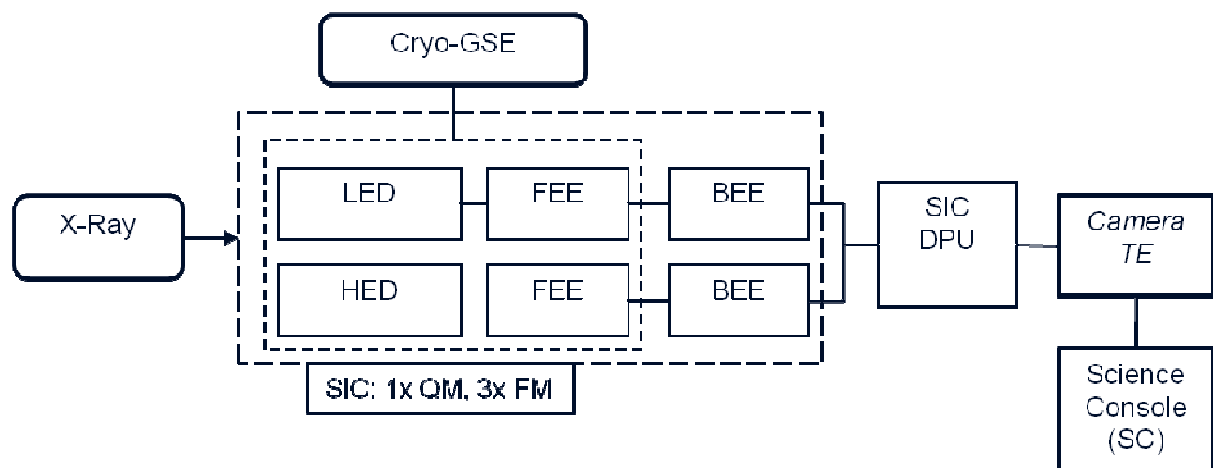 Cryo-GSE
LED
FEE
BEE
X-Ray
SIC
DPU
Camera
TE
HED
FEE
BEE
SIC: 1x QM, 3x FM
Science
Console
(SC)